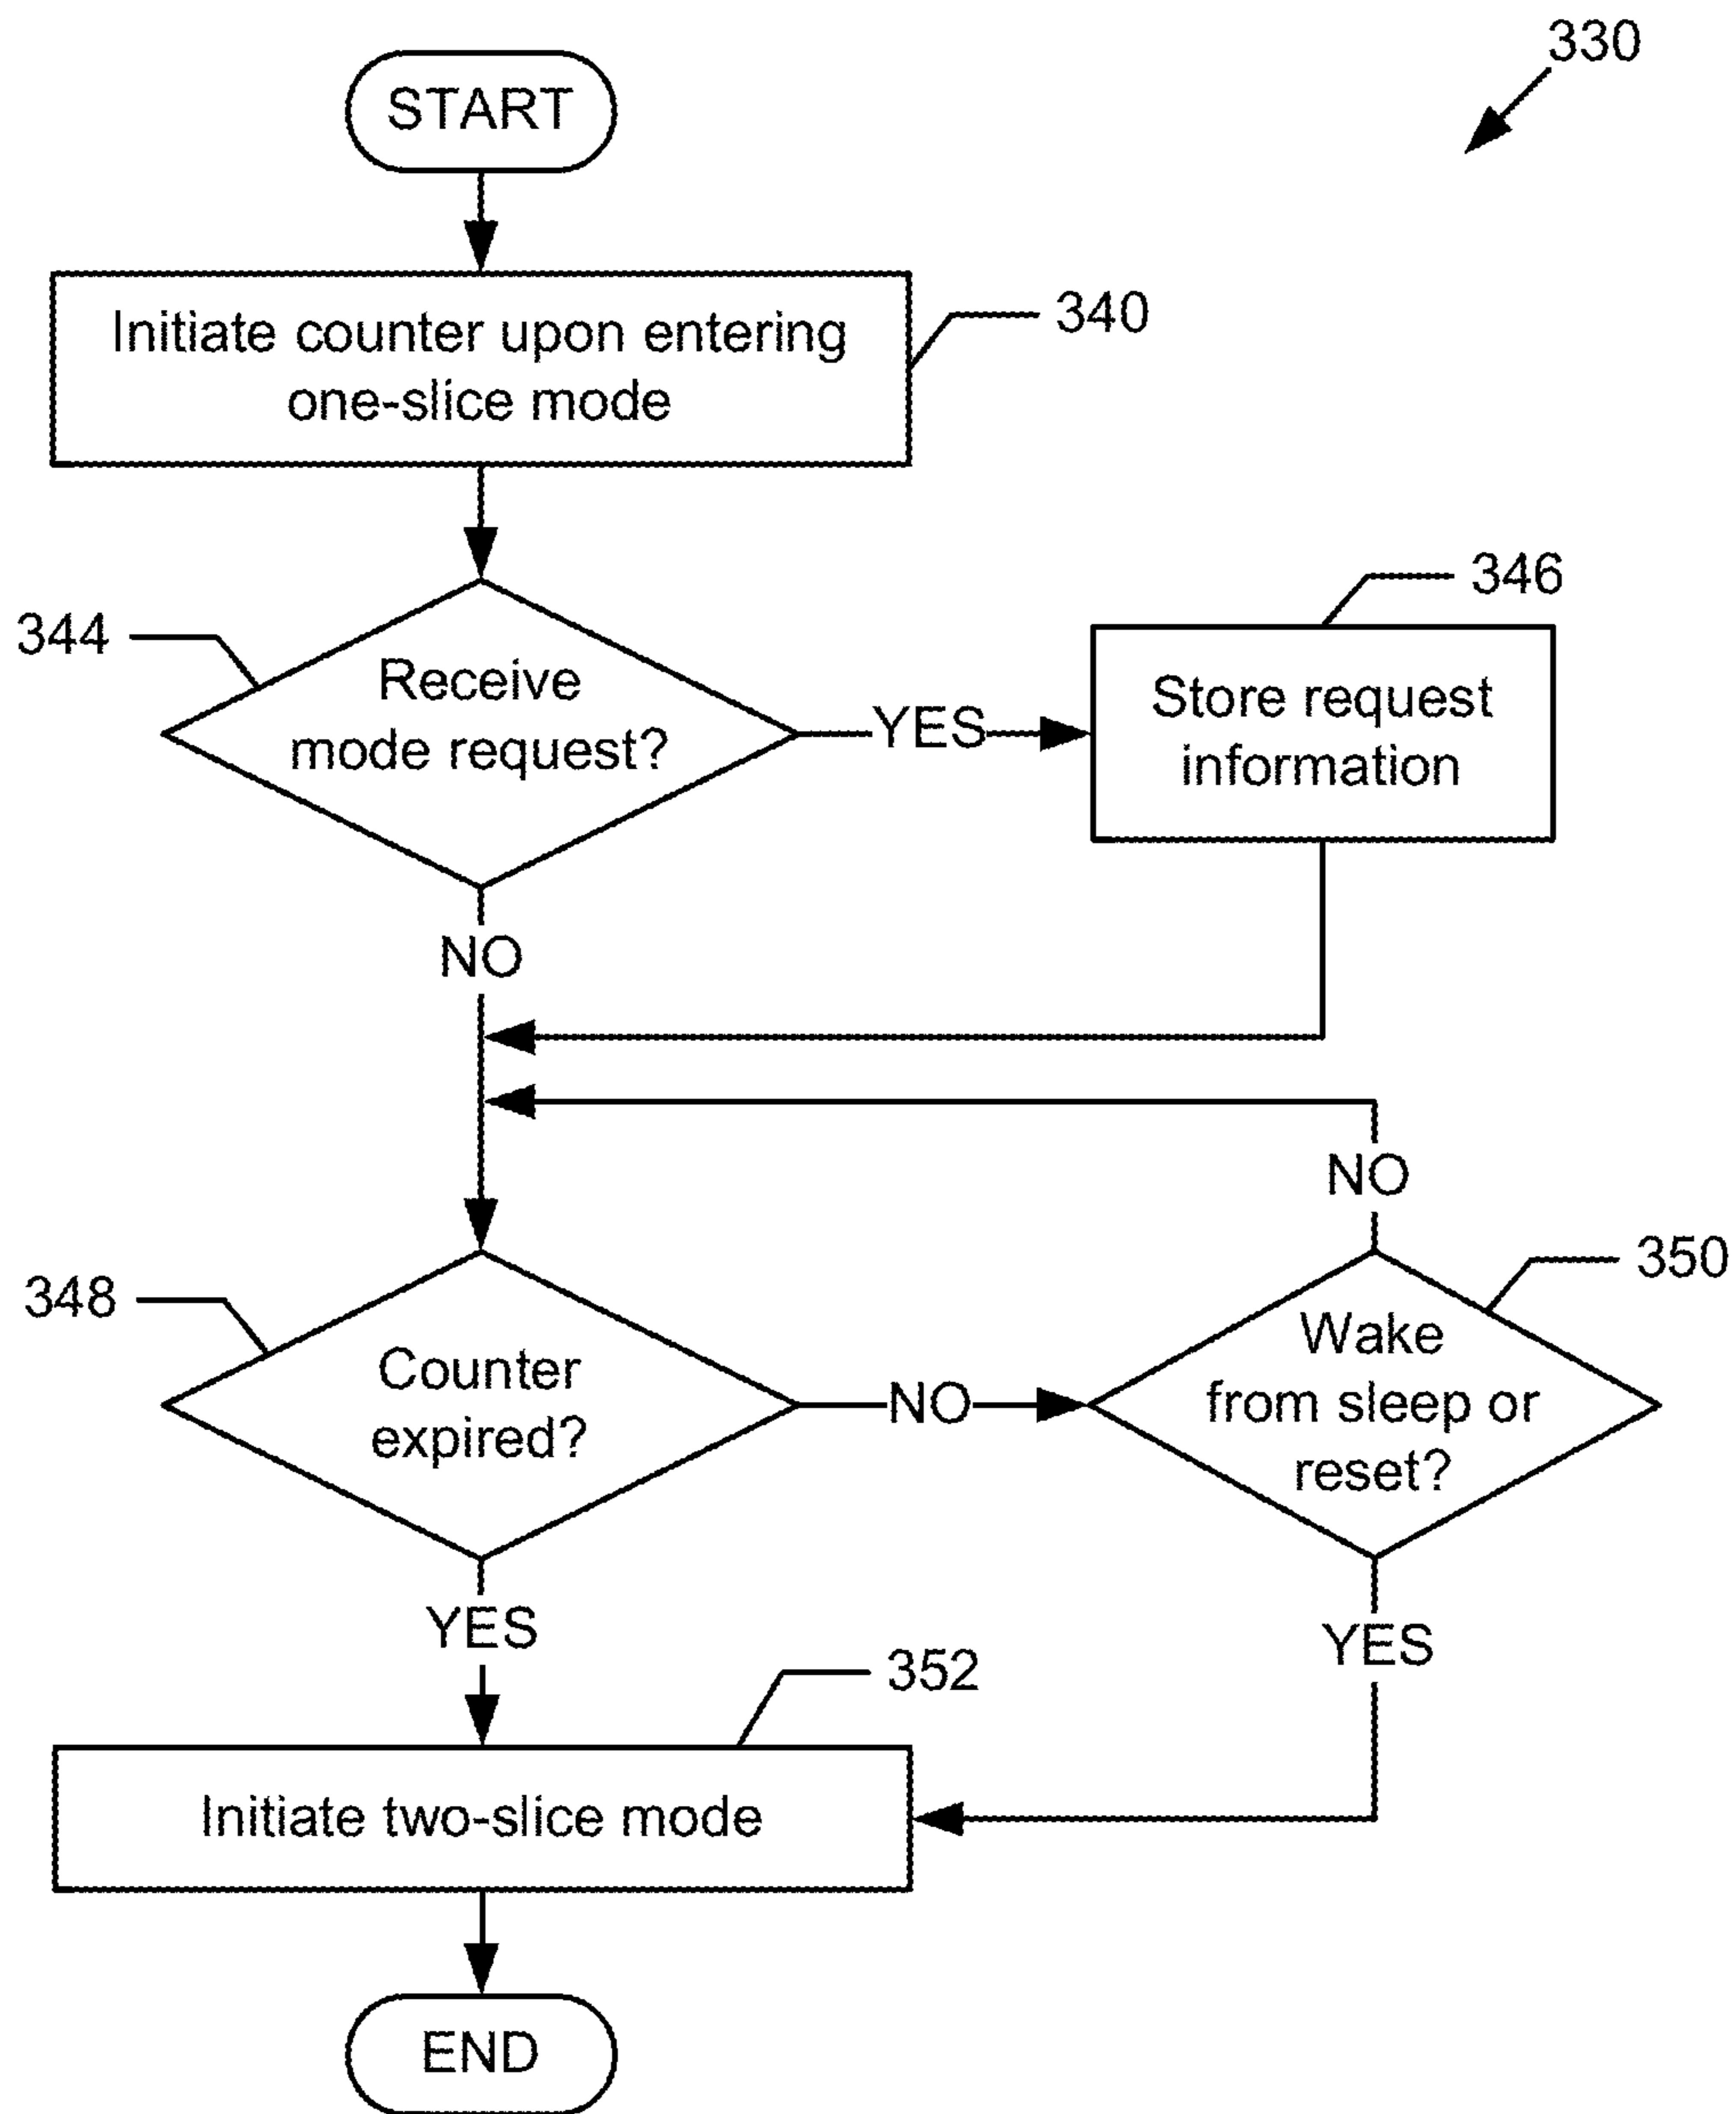 330
START
Initiate counter upon entering
one-slice mode
340
344
Receive
mode request?
YES
346
Store request
information
NO
NO
348
Counter
expired?
NO
350
Wake
from sleep or
reset?
YES
YES
352
Initiate two-slice mode
END